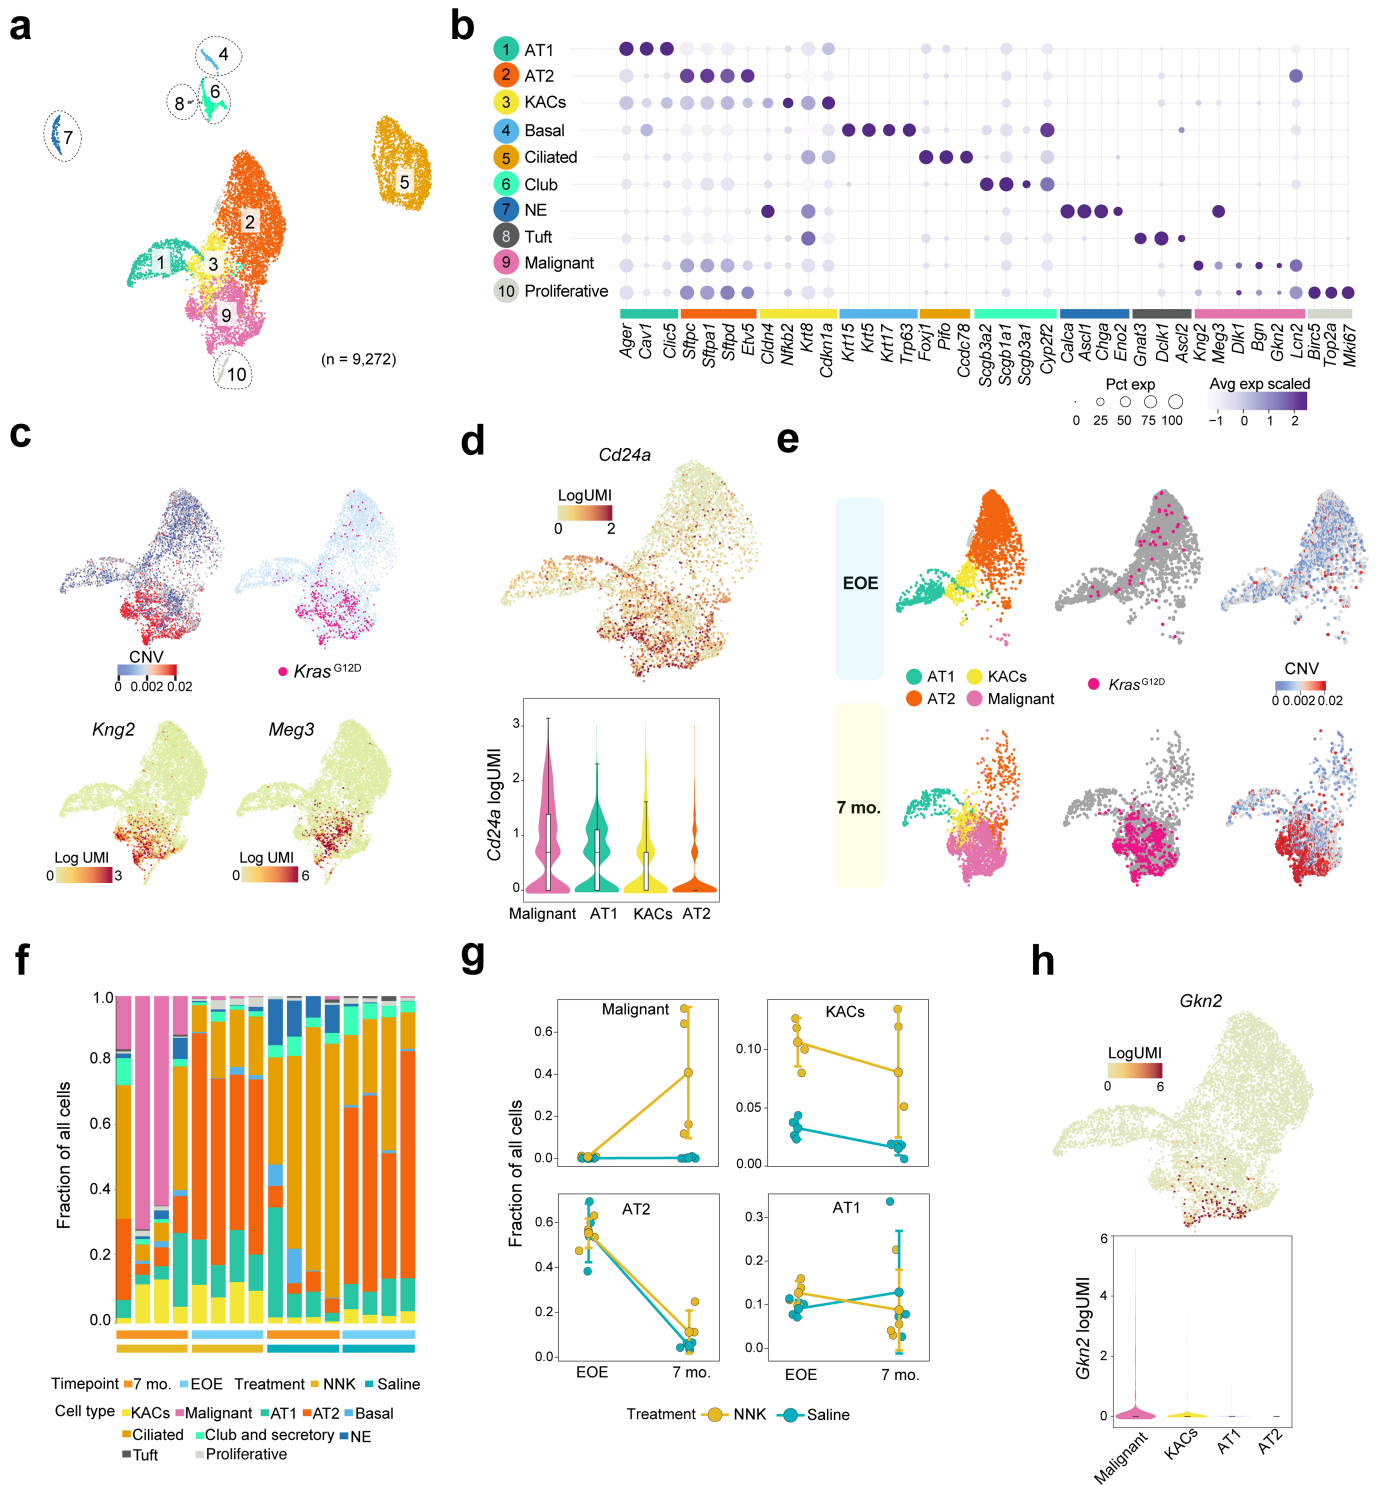 a
4
6
8
7
5
2
1
3
9
10
(n = 9,272)
b
1 AT1
2 AT2
3 KACs
4 Basal
5 Ciliated
6 Club
7 NE
8 Tuft
9 Malignant
10 Proliferative
Ager Cav1 Clic5 Sftpc Sftpa1 Sftpd Etv5 Cldn4 Nfkb2 Krt8 Cdkn1a Krt15 Krt5 Krt17 Trp63 Foxj1 Pifo Ccdc78 Scgb3a2 Scgb1a1 Scgb3a1 Cyp2f2 Calca Ascl1 Chga Eno2 Gnat3 Dclk1 Ascl2 Kng2 Meg3 Dlk1 Bgn Gkn2 Lcn2 Birc5 Top2a Mki67
Pct exp
0 25 50 75 100
Avg exp scaled
−1 0 1 2
c
CNV
0 0.002 0.02
Kras G12D
Kng2
Log UMI
0 3
Meg3
Log UMI
0 6
d
Cd24a
LogUMI
0 2
Cd24a logUMI
3
2
1
0
Malignant AT1 KACs AT2
e
EOE
AT1 KACs
AT2 Malignant
Kras G12D
CNV
0 0.002 0.02
7 mo.
f
Fraction of all cells
1.0
0.8
0.6
0.4
0.2
0.0
Timepoint 7 mo. EOE Treatment NNK Saline
Cell type KACs Malignant AT1 AT2 Basal
Ciliated Club and secretory NE
Tuft Proliferative
g
Fraction of all cells
Malignant
0.6
0.4
0.2
0.0
KACs
0.10
0.05
0.00
AT2
0.6
0.4
0.2
0.0
AT1
0.3
0.2
0.1
0.0
EOE 7 mo. EOE 7 mo.
Treatment NNK Saline
h
Gkn2
LogUMI
0 6
Gkn2 logUMI
6
4
2
0
Malignant KACs AT1 AT2